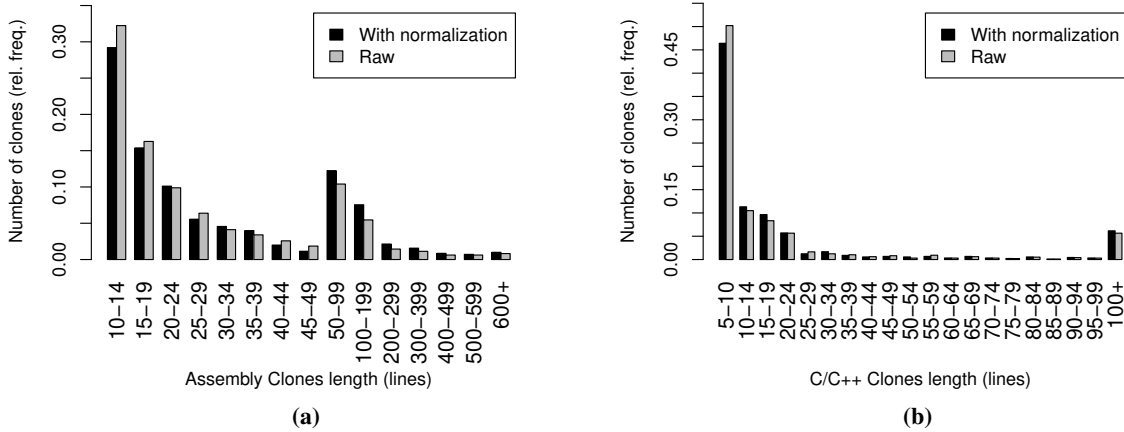 Number of clones (rel. freq.)
0.00 0.10 0.20 0.30
With normalization
Raw
10−14
15−19
20−24
25−29
30−34
35−39
40−44
45−49
50−99
100−199
200−299
300−399
400−499
500−599
600+
Assembly Clones length (lines)
(a)
Number of clones (rel. freq.)
0.00 0.15 0.30 0.45
With normalization
Raw
5−10
10−14
15−19
20−24
25−29
30−34
35−39
40−44
45−49
50−54
55−59
60−64
65−69
70−74
75−79
80−84
85−89
90−94
95−99
100+
C/C++ Clones length (lines)
(b)